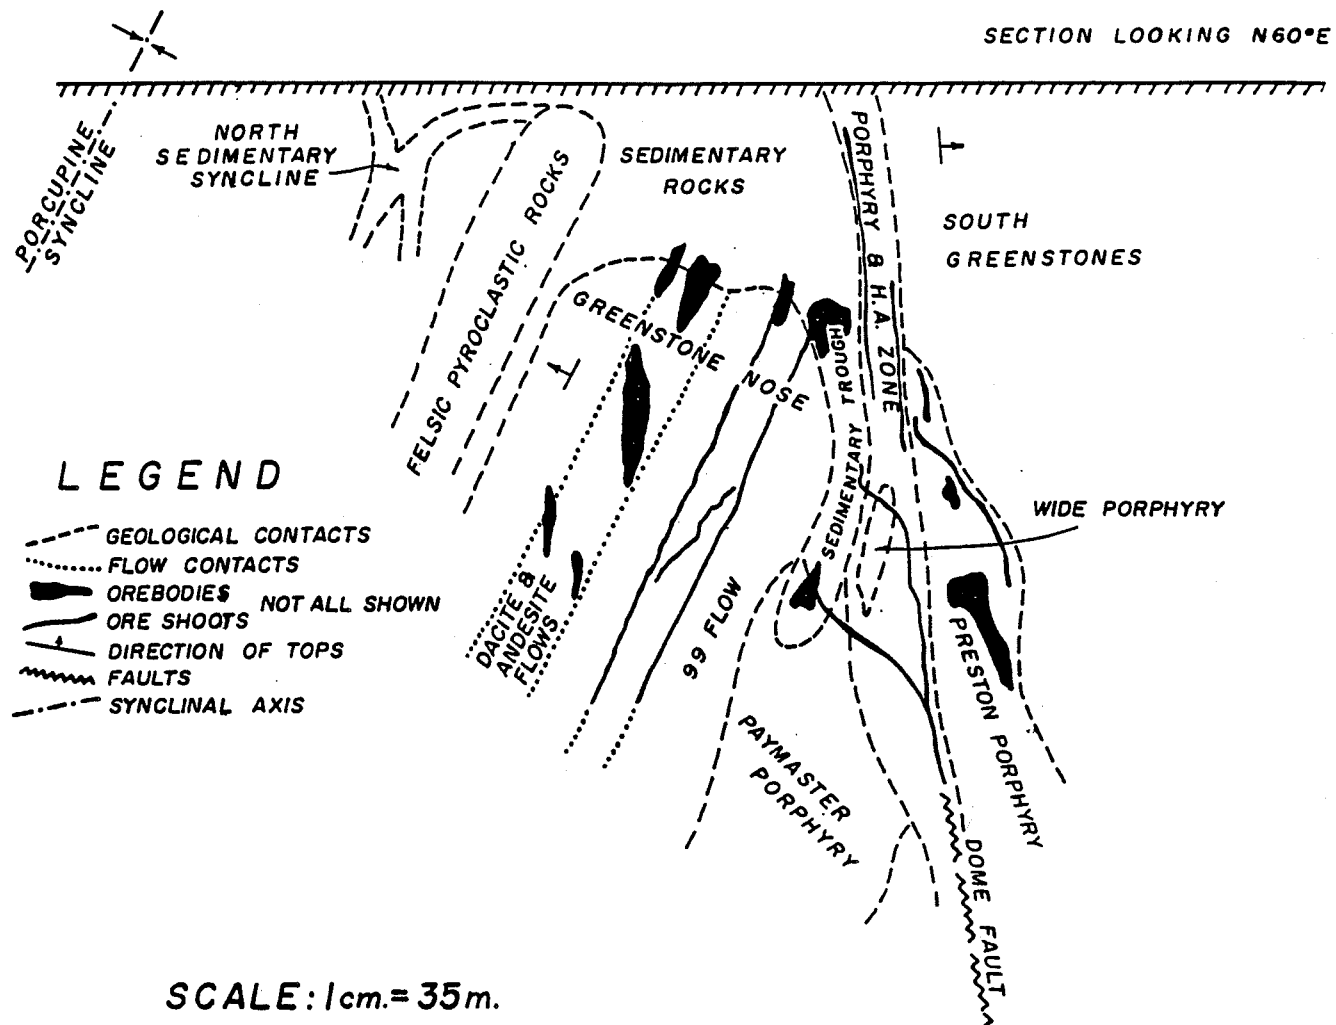 SECTION LOOKING N60°E
PORCUPINE
SYNCLINE
NORTH
SEDIMENTARY
SYNCLINE
FELSIC PYROCLASTIC ROCKS
SEDIMENTARY
ROCKS
PORPHYRY & H.A. ZONE
SOUTH
GREENSTONES
GREENSTONE NOSE
SEDIMENTARY TROUGH
WIDE PORPHYRY
LEGEND
GEOLOGICAL CONTACTS
FLOW CONTACTS
OREBODIES
NOT ALL SHOWN
ORE SHOOTS
DIRECTION OF TOPS
FAULTS
SYNCLINAL AXIS
DACITE &
ANDESITE
FLOWS
99 FLOW
PAYMASTER
PORPHYRY
PRESTON PORPHYRY
DOME FAULT
SCALE: 1cm.= 35m.